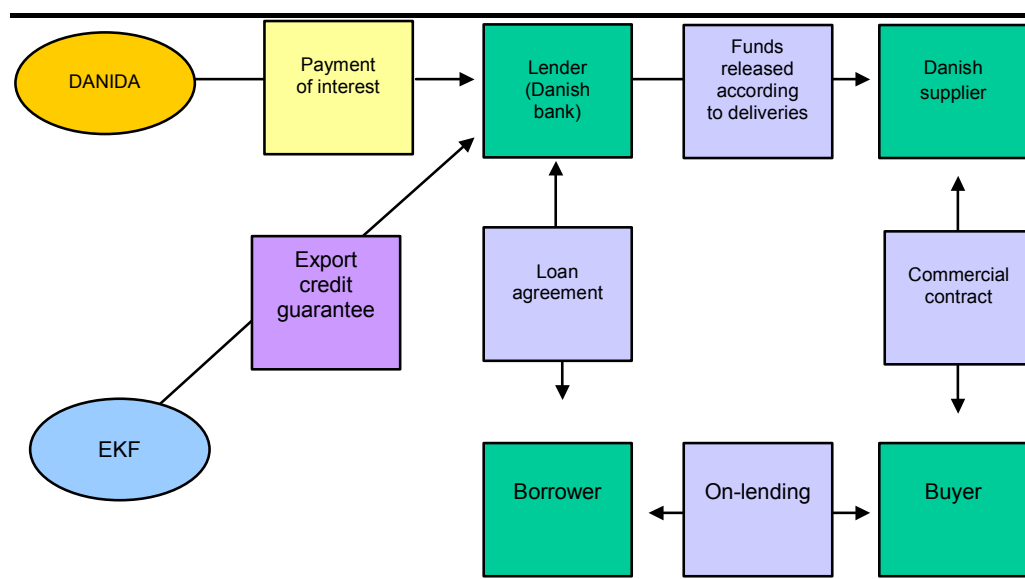 DANIDA
Payment
of interest
Lender
(Danish
bank)
Funds
released
according
to deliveries
Danish
supplier
Export
credit
guarantee
Loan
agreement
Commercial
contract
EKF
Borrower
On-lending
Buyer